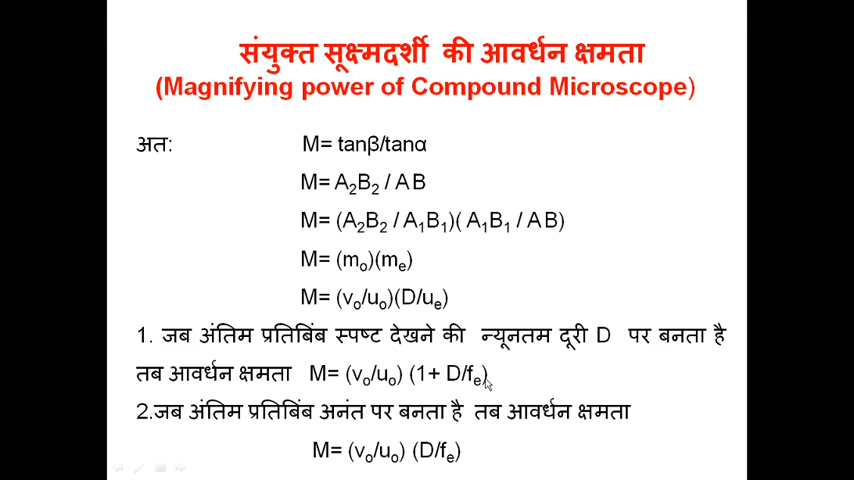 संयुक्त सूक्ष्मदर्शी की आवर्धन क्षमता
(Magnifying power of Compound Microscope)
अत: M= tanβ/tanα
M= A₂B₂ / AB
M= (A₂B₂ / A₁B₁)( A₁B₁ / AB)
M= (mₒ)(mₑ)
M= (vₒ/uₒ)(D/uₑ)
1. जब अंतिम प्रतिबिंब स्पष्ट देखने की न्यूनतम दूरी D पर बनता है
तब आवर्धन क्षमता M= (vₒ/uₒ) (1+ D/fₑ)
2.जब अंतिम प्रतिबिंब अनंत पर बनता है तब आवर्धन क्षमता
M= (vₒ/uₒ) (D/fₑ)